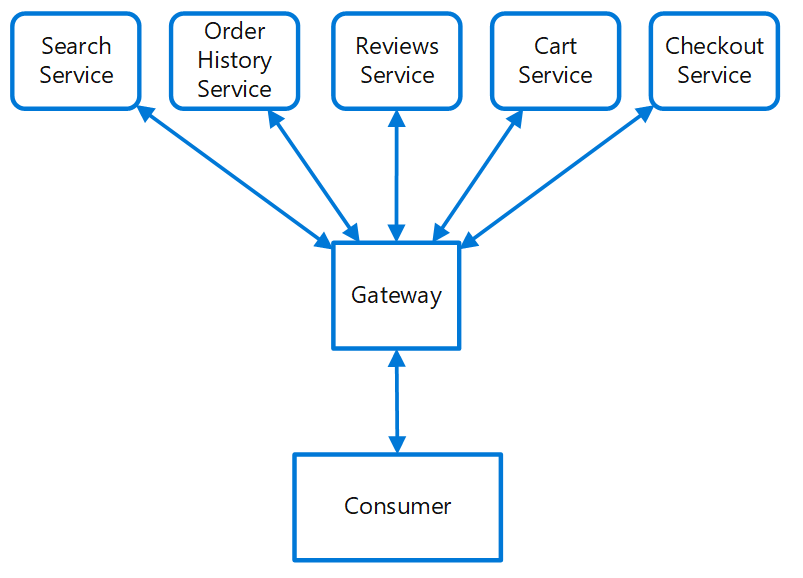 Search
Service
Order
History
Service
Reviews
Service
Cart
Service
Checkout
Service
Gateway
Consumer